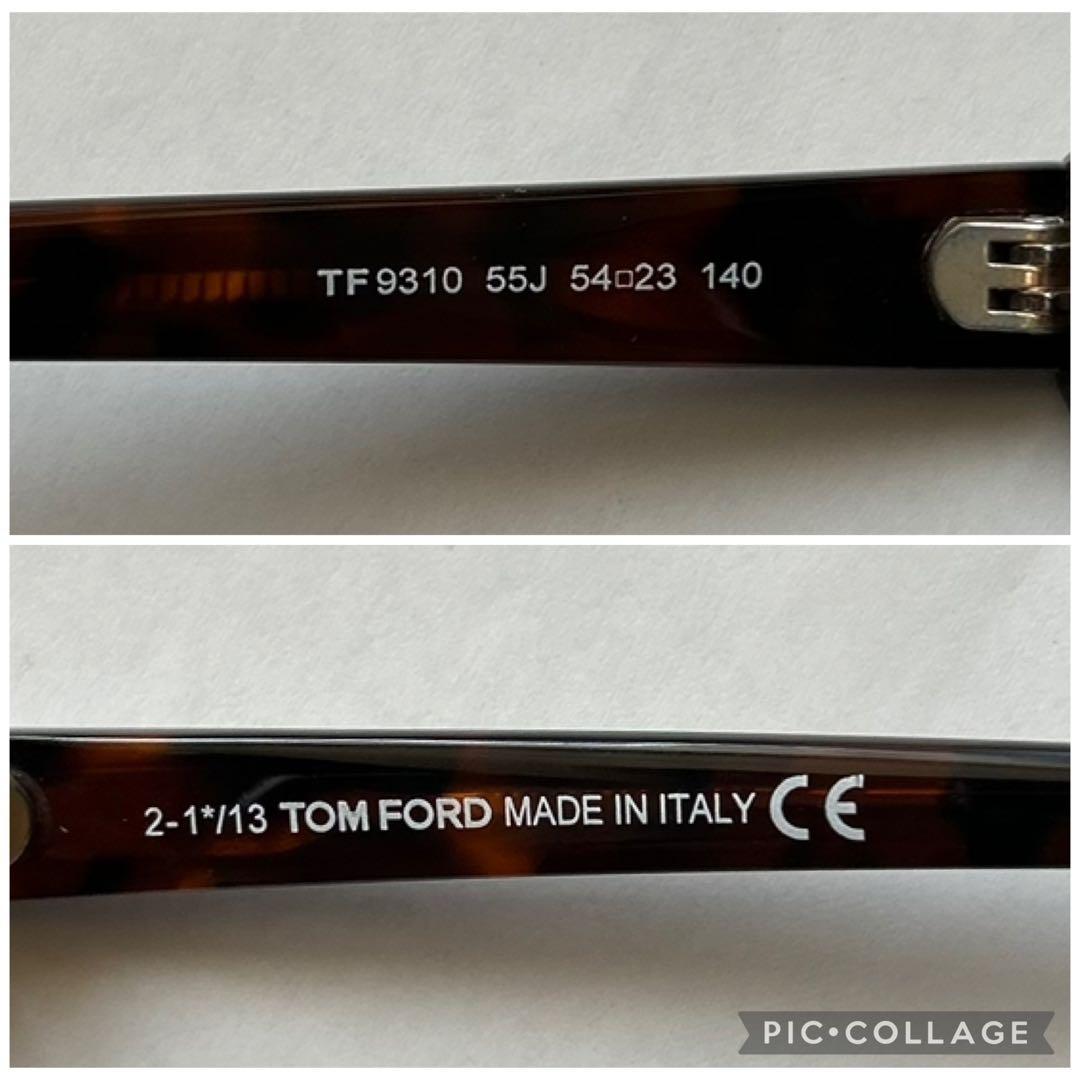 TF9310 55J 54□23 140
2-1*/13 TOM FORD MADE IN ITALY CE
PIC•COLLAGE